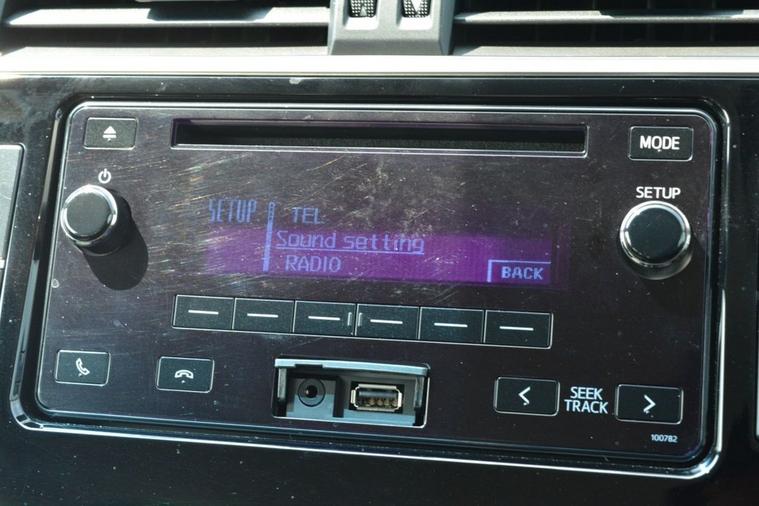 MODE
SETUP
SETUP
TEL
Sound setting
RADIO
BACK
SEEK
TRACK
100782